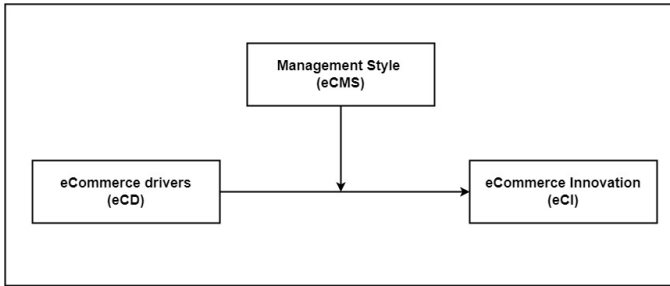 Management Style
(eCMS)
eCommerce drivers
(eCD)
eCommerce Innovation
(eCI)